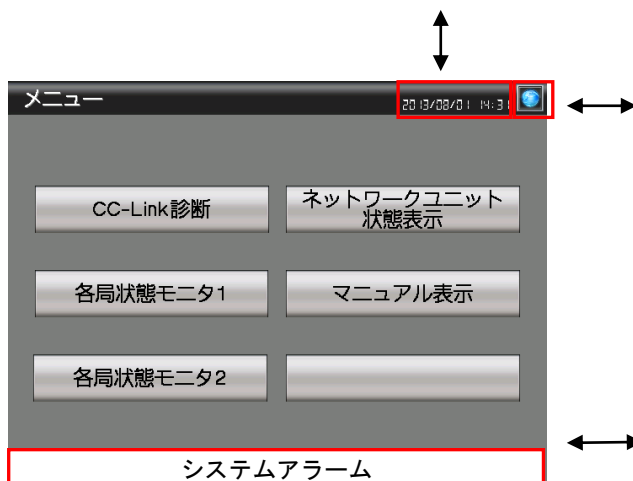 メニュー
2013/08/01 14:31
CC-Link診断
ネットワークユニット
状態表示
各局状態モニタ1
マニュアル表示
各局状態モニタ2
システムアラーム